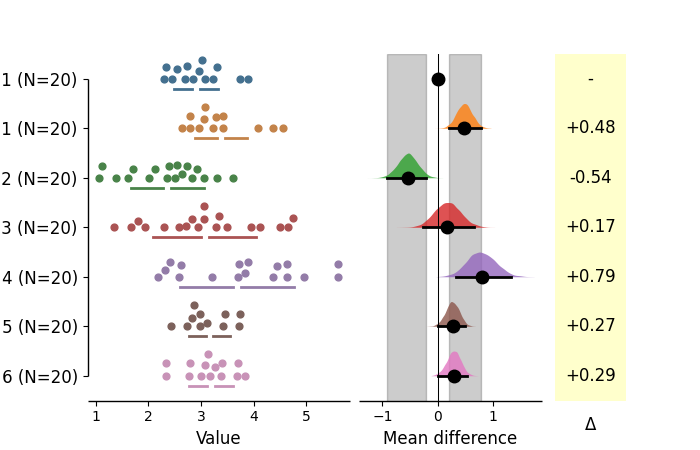 1 (N=20)
-
1 (N=20)
+0.48
2 (N=20)
-0.54
3 (N=20)
+0.17
4 (N=20)
+0.79
5 (N=20)
+0.27
6 (N=20)
+0.29
1 2 3 4 5
−1 0 1
Value
Mean difference
Δ